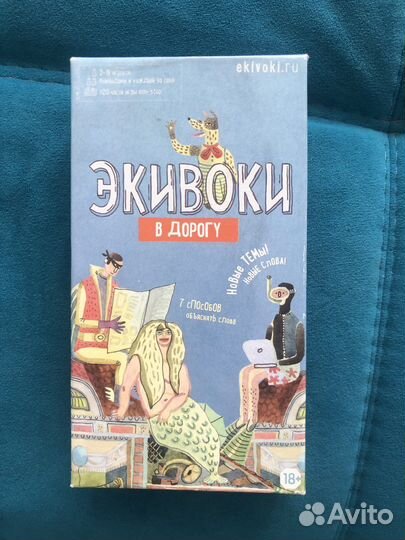 ekivoki.ru
ЭКИВОКИ
В ДОРОГУ
НОВЫЕ ТЕМЫ!
НОВЫЕ СЛОВА!
7 СПОСОБОВ
ОБЪЯСНЯТЬ СЛОВА
18+
Avito